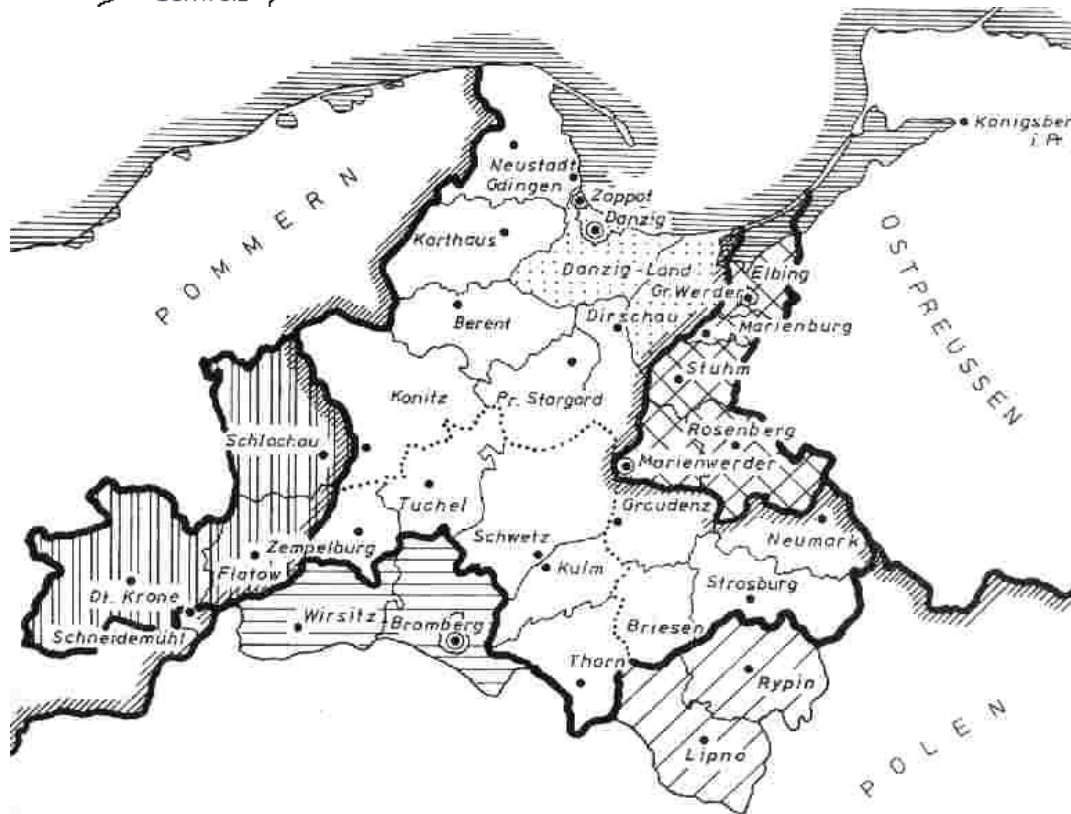 Königsber
i. Pr
Neustadt
Gdingen
Zoppot
Danzig
POMMERN
Karthaus
OSTPREUSSEN
Danzig-Land
Elbing
Gr.Werder
Berent
Dirschau
Marienburg
Stuhm
Konitz
Pr. Stargard
Rosenberg
Schlochau
Marienwerder
Tuchel
Graudenz
Schwetz
Neumark
Zempelburg
Flatow
Kulm
Strasburg
Dt. Krone
Wirsitz
Bromberg
Briesen
Schneidemühl
Thorn
Rypin
Lipno
POLEN